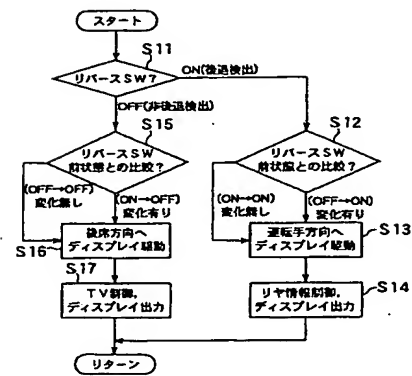 スタート
S11
リバースSW？
ON(後退検出)
OFF(非後退検出)
S15
リバースSW
前状態との比較？
S12
リバースSW
前状態との比較？
(OFF→OFF)
変化無し
(ON→OFF)
変化有り
(ON→ON)
変化無し
(OFF→ON)
変化有り
後席方向へ
ディスプレイ駆動
S16
運転手方向へ
ディスプレイ駆動
S13
S17
TV制御,
ディスプレイ出力
リヤ情報制御,
ディスプレイ出力
S14
リターン